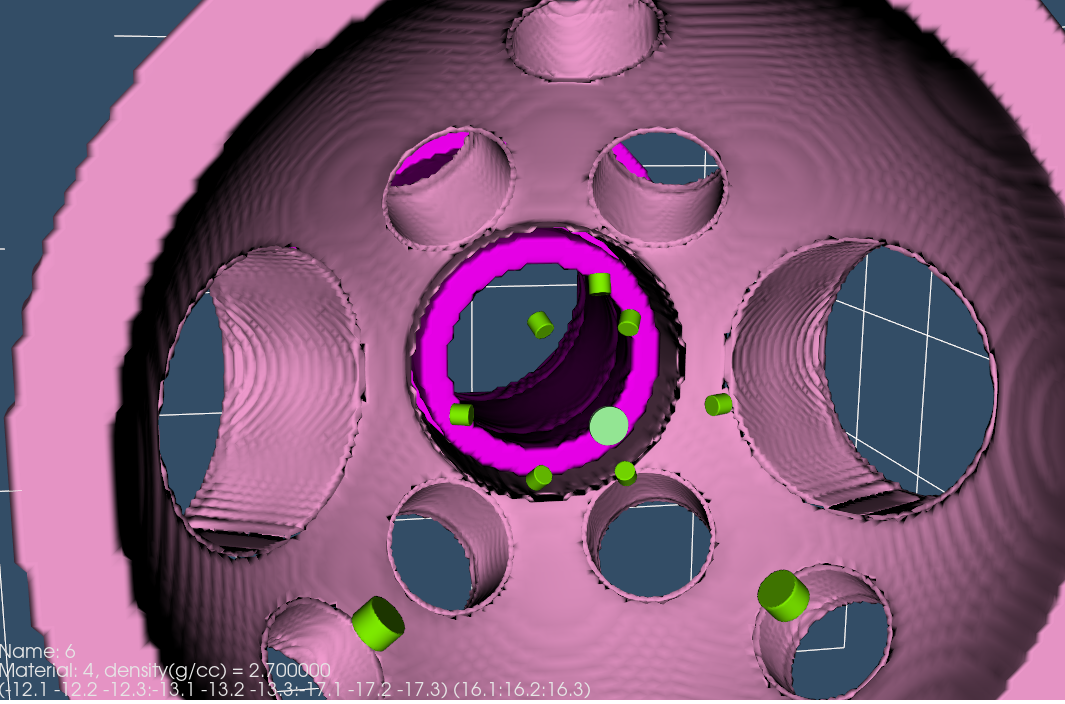 Name: 6
Material: 4, density(g/cc) = 2.700000
(-12.1 -12.2 -12.3:-13.1 -13.2 -13.3:-17.1 -17.2 -17.3) (16.1:16.2:16.3)